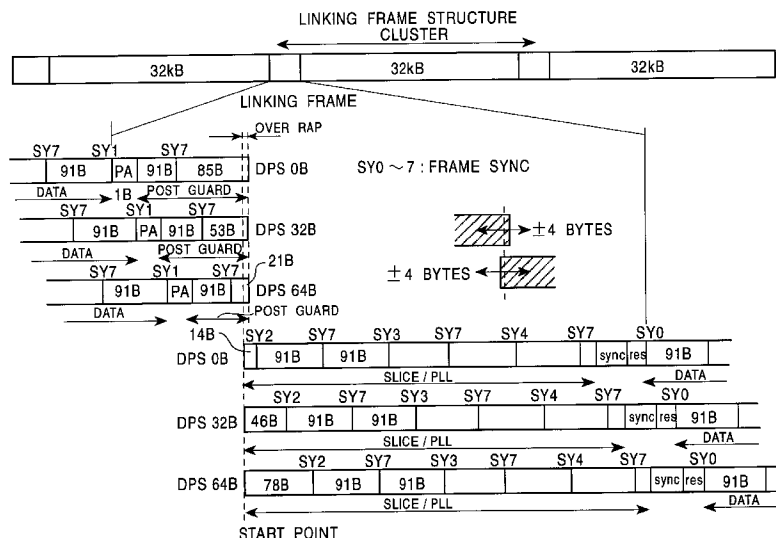 LINKING FRAME STRUCTURE
CLUSTER
32kB 32kB 32kB
LINKING FRAME
OVER RAP
SY7 SY1 SY7
91B PA 91B 85B DPS 0B
SY0～7 : FRAME SYNC
DATA 1B POST GUARD
SY7 SY1 SY7
91B PA 91B 53B DPS 32B
±4 BYTES
DATA POST GUARD
21B
±4 BYTES
SY7 SY1 SY7
91B PA 91B DPS 64B
DATA POST GUARD
14B SY2 SY7 SY3 SY7 SY4 SY7 SY0
DPS 0B 91B 91B sync res 91B
SLICE / PLL DATA
SY2 SY7 SY3 SY7 SY4 SY7 SY0
DPS 32B 46B 91B 91B sync res 91B
SLICE / PLL DATA
SY2 SY7 SY3 SY7 SY4 SY7 SY0
DPS 64B 78B 91B 91B sync res 91B
SLICE / PLL DATA
START POINT